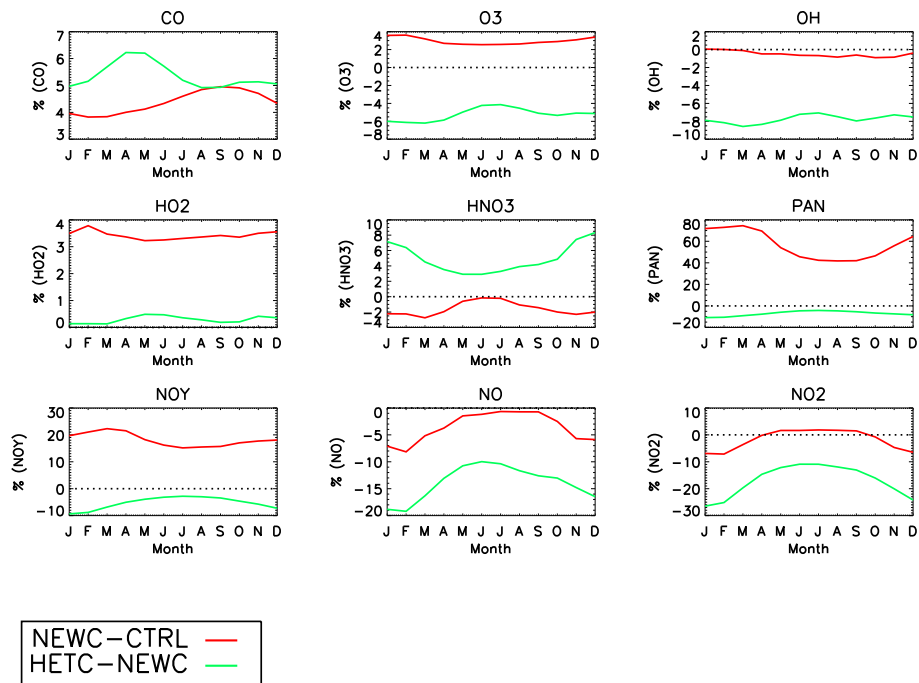 CO
% (CO)
7
6
5
4
3
J F M A M J J A S O N D
Month
O3
% (O3)
4
2
0
-2
-4
-6
-8
J F M A M J J A S O N D
Month
OH
% (OH)
2
0
-2
-4
-6
-8
-10
J F M A M J J A S O N D
Month
HO2
% (HO2)
4
3
2
1
0
J F M A M J J A S O N D
Month
HNO3
% (HNO3)
10
8
6
4
2
0
-2
-4
J F M A M J J A S O N D
Month
PAN
% (PAN)
80
60
40
20
0
-20
J F M A M J J A S O N D
Month
NOY
% (NOY)
30
20
10
0
-10
J F M A M J J A S O N D
Month
NO
% (NO)
0
-5
-10
-15
-20
J F M A M J J A S O N D
Month
NO2
% (NO2)
10
0
-10
-20
-30
J F M A M J J A S O N D
Month
NEWC-CTRL
HETC-NEWC